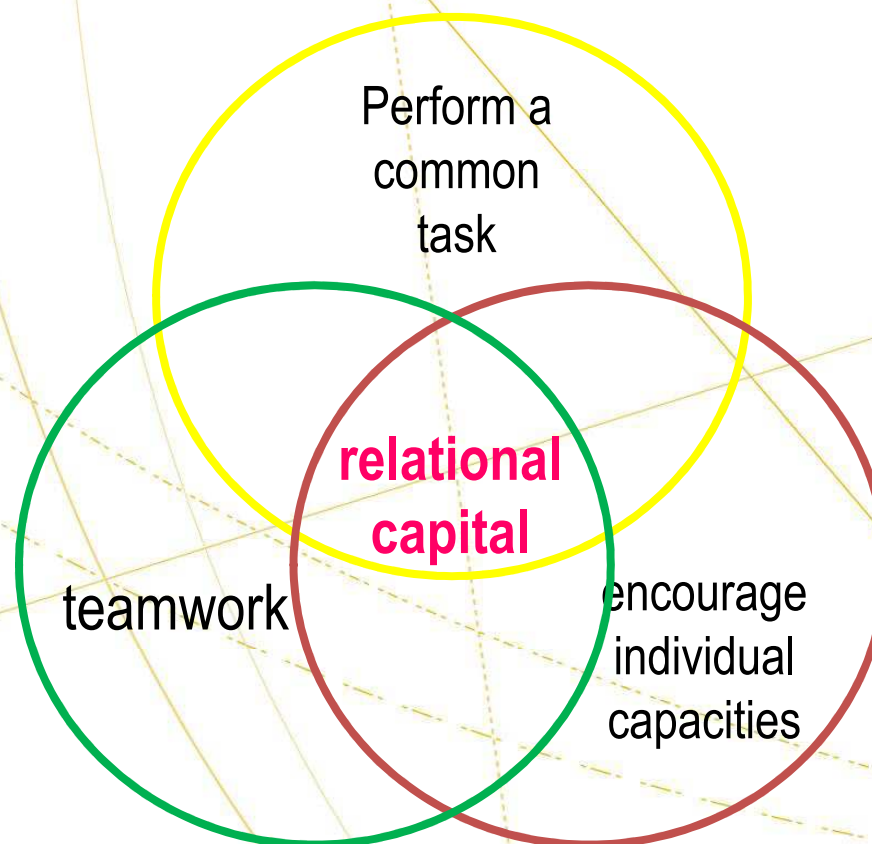 Perform a
common
task
relational
capital
teamwork
encourage
individual
capacities